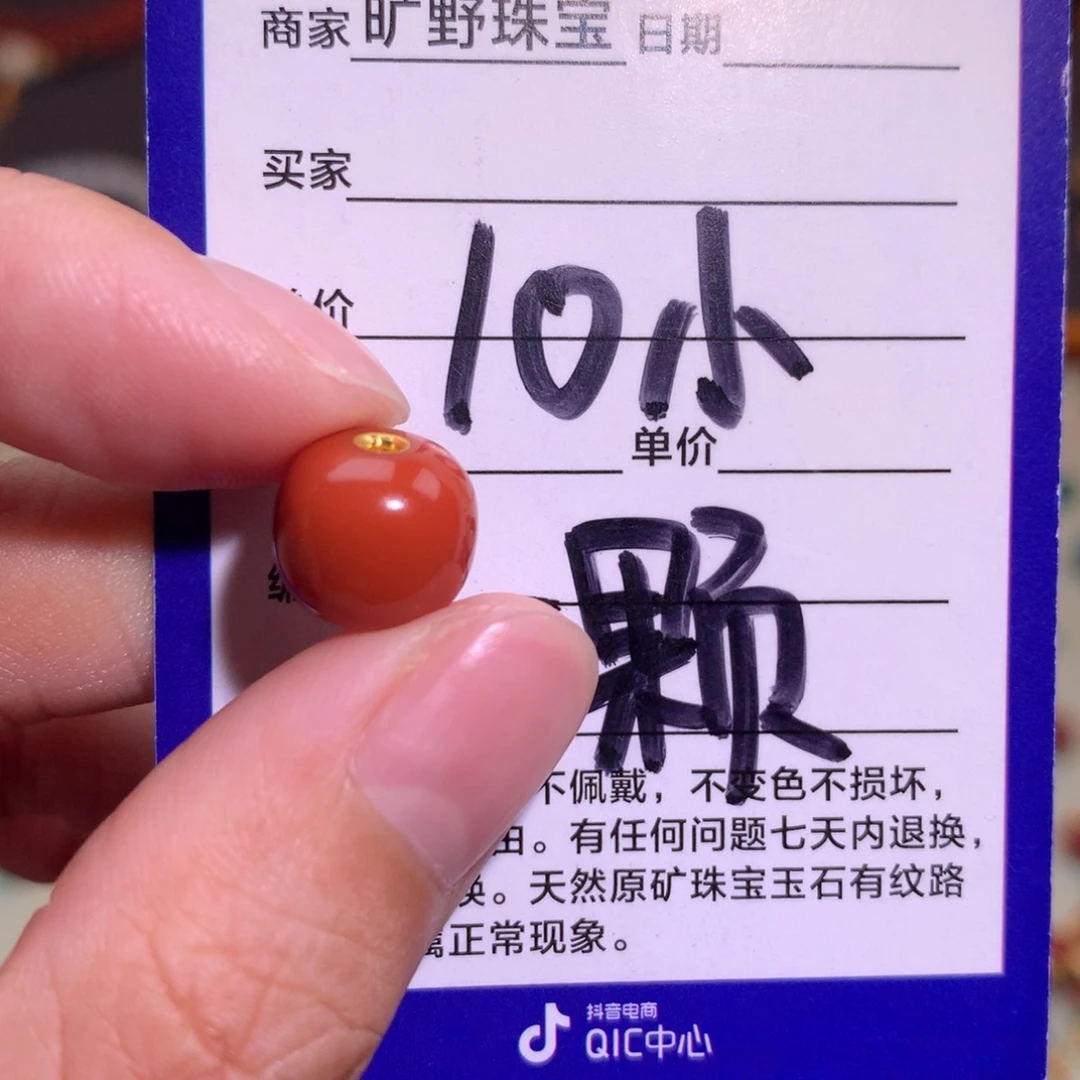 商家 旷野珠宝 日期
买家
价 10小
单价
颗
不佩戴，不变色不损坏，
由。有任何问题七天内退换，
换。天然原矿珠宝玉石有纹路
属正常现象。
抖音电商
QIC中心